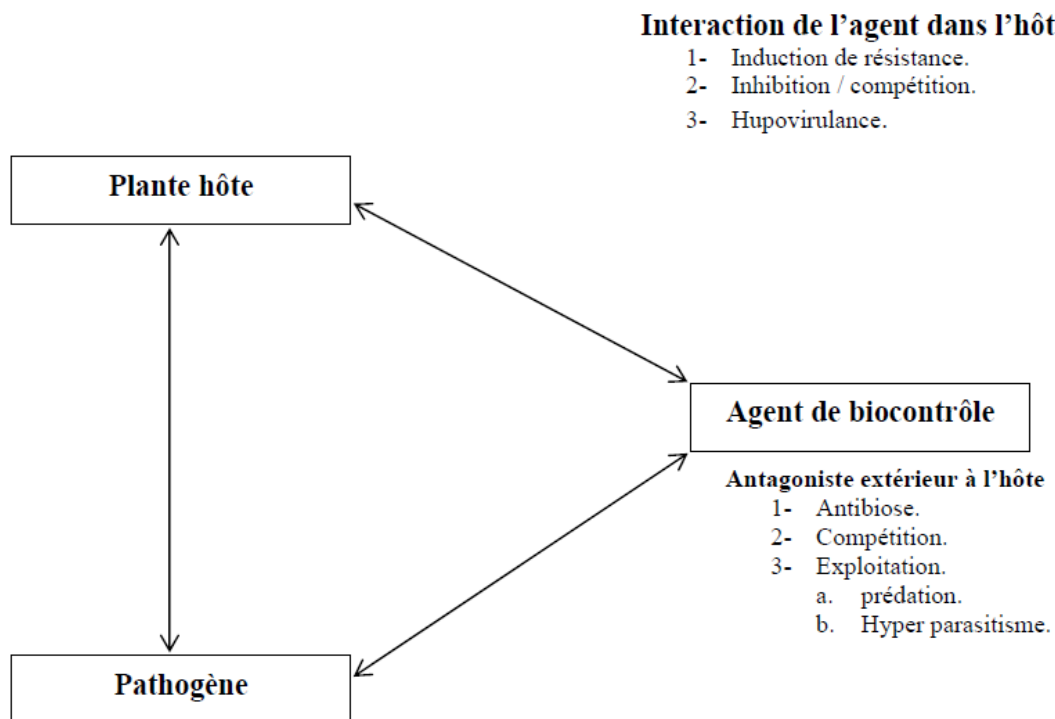 Interaction de l'agent dans l'hôt
1- Induction de résistance.
2- Inhibition / compétition.
3- Hupovirulance.
Plante hôte
Agent de biocontrôle
Antagoniste extérieur à l'hôte
1- Antibiose.
2- Compétition.
3- Exploitation.
a. prédation.
b. Hyper parasitisme.
Pathogène